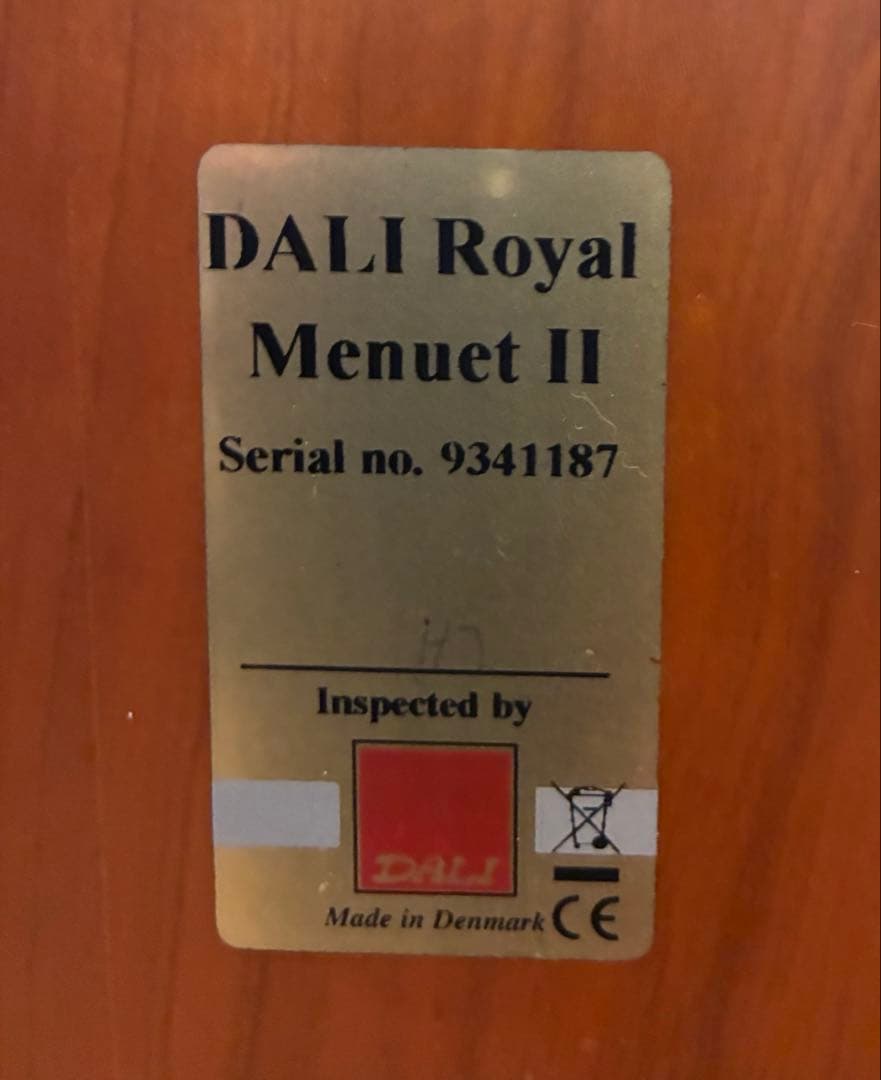 DALI Royal
Menuet II
Serial no. 9341187
Inspected by
DALI
Made in Denmark CE